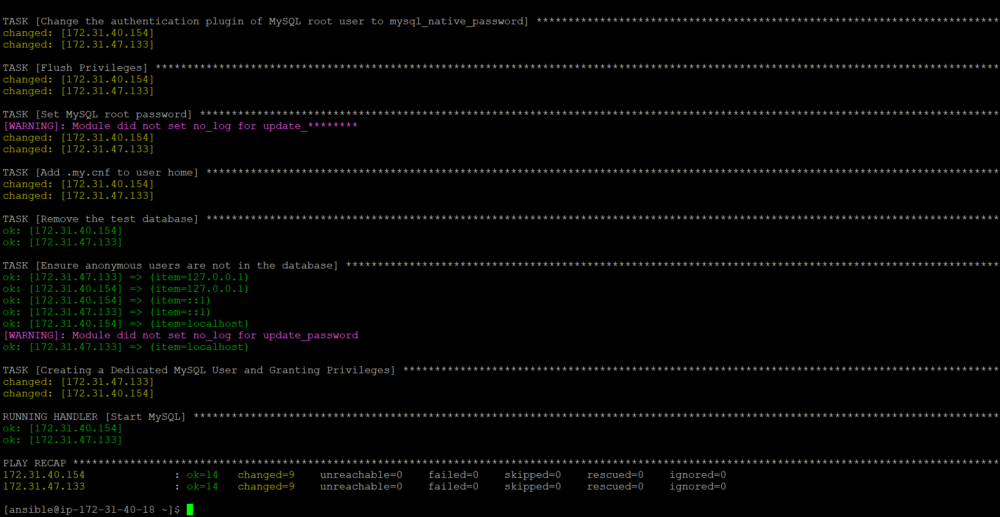 TASK [Change the authentication plugin of MySQL root user to mysql_native_password] *************************************************************************
changed: [172.31.40.154]
changed: [172.31.47.133]
TASK [Flush Privileges] *************************************************************************************************************************************
changed: [172.31.40.154]
changed: [172.31.47.133]
TASK [Set MySQL root password] ******************************************************************************************************************************
[WARNING]: Module did not set no_log for update_********
changed: [172.31.40.154]
changed: [172.31.47.133]
TASK [Add .my.cnf to user home] *****************************************************************************************************************************
changed: [172.31.40.154]
changed: [172.31.47.133]
TASK [Remove the test database] *****************************************************************************************************************************
ok: [172.31.40.154]
ok: [172.31.47.133]
TASK [Ensure anonymous users are not in the database] *******************************************************************************************************
ok: [172.31.47.133] => (item=127.0.0.1)
ok: [172.31.40.154] => (item=127.0.0.1)
ok: [172.31.40.154] => (item=::1)
ok: [172.31.47.133] => (item=::1)
ok: [172.31.40.154] => (item=localhost)
[WARNING]: Module did not set no_log for update_password
ok: [172.31.47.133] => (item=localhost)
TASK [Creating a Dedicated MySQL User and Granting Privileges] **********************************************************************************************
changed: [172.31.47.133]
changed: [172.31.40.154]
RUNNING HANDLER [Start MySQL] *******************************************************************************************************************************
ok: [172.31.40.154]
ok: [172.31.47.133]
PLAY RECAP **************************************************************************************************************************************************
172.31.40.154              : ok=14   changed=9    unreachable=0    failed=0    skipped=0    rescued=0    ignored=0
172.31.47.133              : ok=14   changed=9    unreachable=0    failed=0    skipped=0    rescued=0    ignored=0
[ansible@ip-172-31-40-18 ~]$